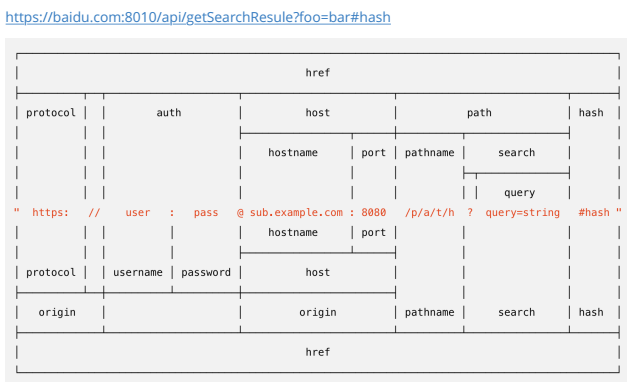 https://baidu.com:8010/api/getSearchResule?foo=bar#hash
href
protocol auth host path hash
hostname port pathname search
query
" https: // user : pass @ sub.example.com : 8080 /p/a/t/h ? query=string #hash "
hostname port
protocol username password host
origin origin pathname search hash
href